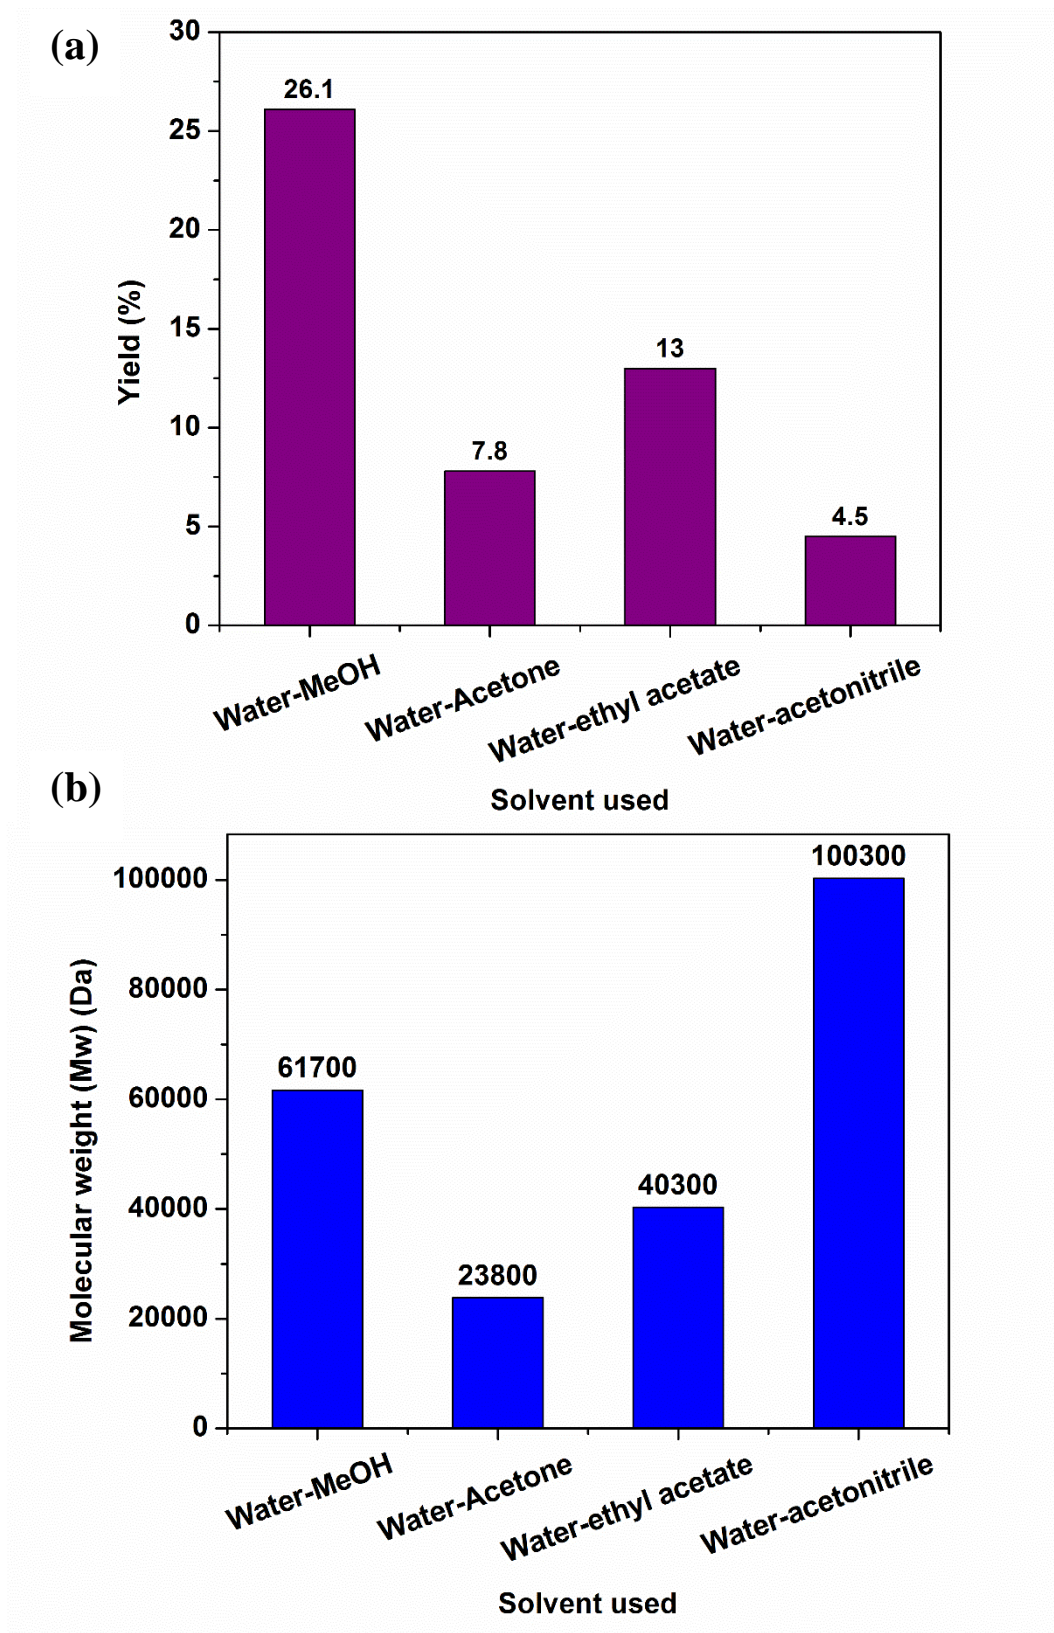 (a)
30
25
20
15
10
5
0
Yield (%)
26.1
7.8
13
4.5
Water-MeOH
Water-Acetone
Water-ethyl acetate
Water-acetonitrile
Solvent used
(b)
100000
80000
60000
40000
20000
0
Molecular weight (Mw) (Da)
61700
23800
40300
100300
Water-MeOH
Water-Acetone
Water-ethyl acetate
Water-acetonitrile
Solvent used